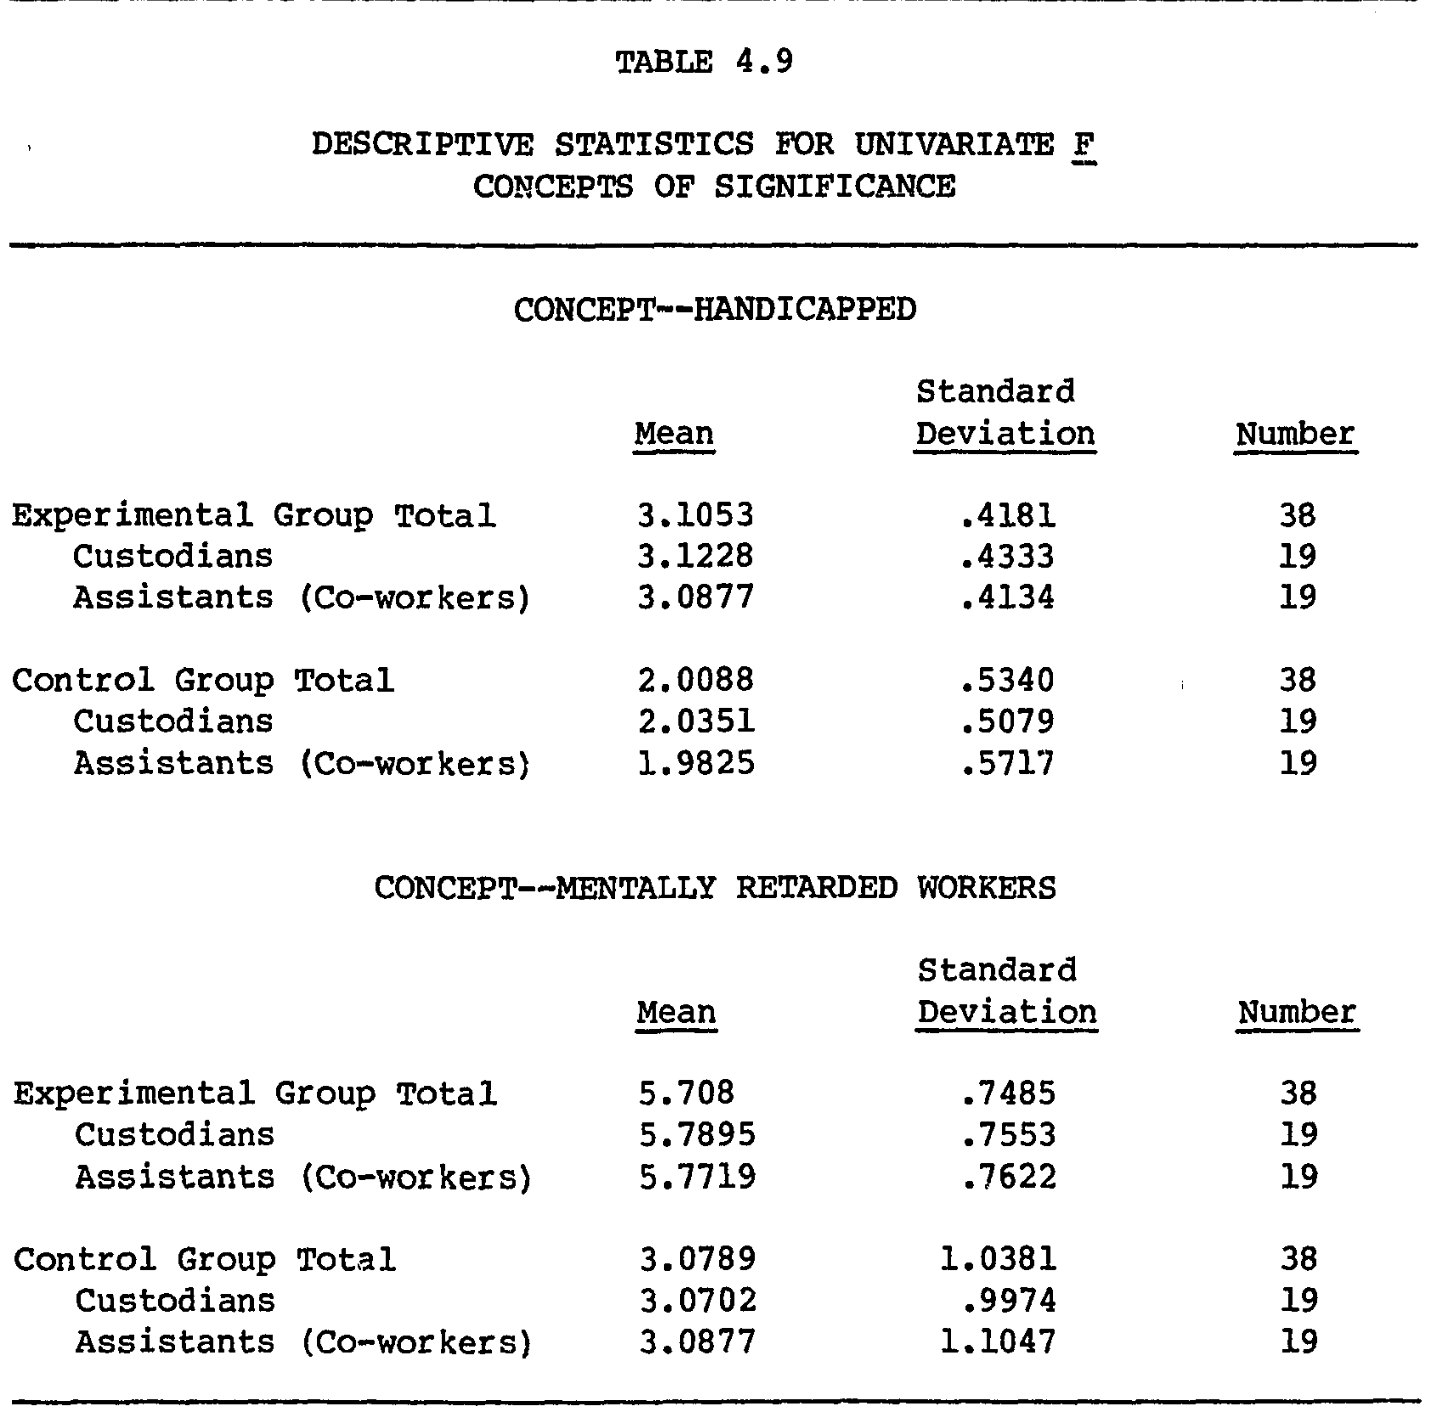 TABLE 4.9
DESCRIPTIVE STATISTICS FOR UNIVARIATE F
CONCEPTS OF SIGNIFICANCE
CONCEPT--HANDICAPPED
Standard
Mean Deviation Number
Experimental Group Total 3.1053 .4181 38
Custodians 3.1228 .4333 19
Assistants (Co-workers) 3.0877 .4134 19
Control Group Total 2.0088 .5340 38
Custodians 2.0351 .5079 19
Assistants (Co-workers) 1.9825 .5717 19
CONCEPT--MENTALLY RETARDED WORKERS
Standard
Mean Deviation Number
Experimental Group Total 5.708 .7485 38
Custodians 5.7895 .7553 19
Assistants (Co-workers) 5.7719 .7622 19
Control Group Total 3.0789 1.0381 38
Custodians 3.0702 .9974 19
Assistants (Co-workers) 3.0877 1.1047 19